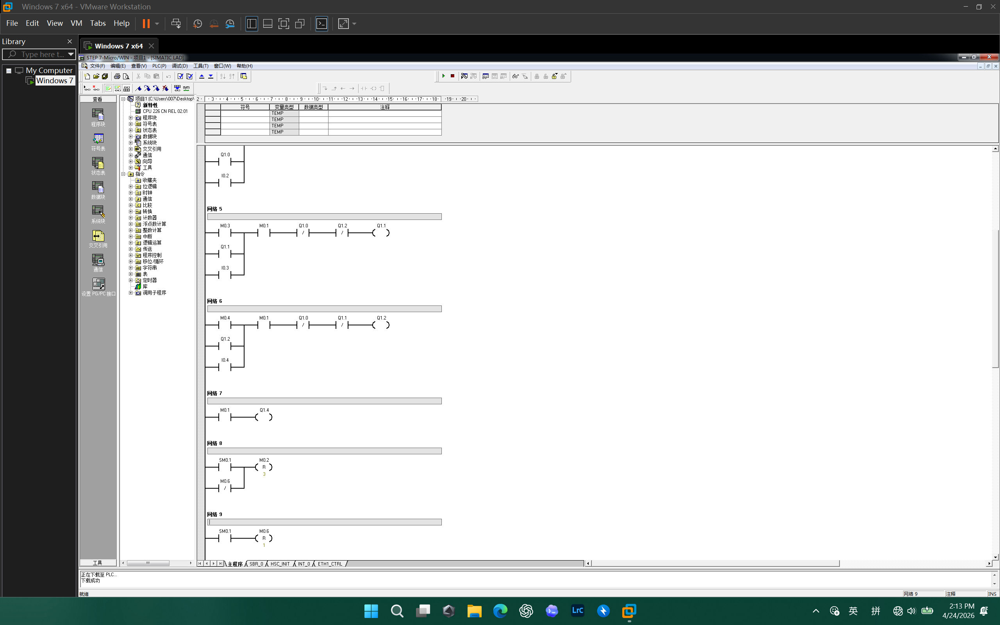 Windows 7 x64 - VMware Workstation
File Edit View VM Tabs Help
Library
Type here t...
My Computer
Windows 7
Windows 7 x64
STEP 7-Micro/WIN - 项目1 - [SIMATIC LAD]
文件(F) 编辑(E) 查看(V) PLC(P) 调试(D) 工具(T) 窗口(W) 帮助(H)
sym
查看
程序块
符号表
状态表
数据块
系统块
交叉引用
通信
设置 PG/PC 接口
工具
项目1 (C:\Users\007\Desktop\
新特性
CPU 226 CN REL 02.01
程序块
符号表
状态表
数据块
系统块
交叉引用
通信
向导
工具
指令
收藏夹
位逻辑
时钟
通信
比较
转换
计数器
浮点数计算
整数计算
中断
逻辑运算
传送
程序控制
移位/循环
字符串
表
定时器
库
调用子程序
2 3 4 5 6 7 8 9 10 11 12 13 14 15 16 17 18 19 20
符号 变量类型 数据类型 注释
TEMP
TEMP
TEMP
TEMP
Q1.0
I0.2
网络 5
M0.3 M0.1 Q1.0 Q1.2 Q1.1
Q1.1
I0.3
网络 6
M0.4 M0.1 Q1.0 Q1.1 Q1.2
Q1.2
I0.4
网络 7
M0.1 Q1.4
网络 8
SM0.1 M0.2
R
3
M0.6
网络 9
SM0.1 M0.6
R
1
主程序 SBR_0 HSC_INIT INT_0 ETH1_CTRL
正在下载至 PLC...
下载成功
就绪
网络 9 注释 INS
LrC
英 拼
2:13 PM
4/24/2026